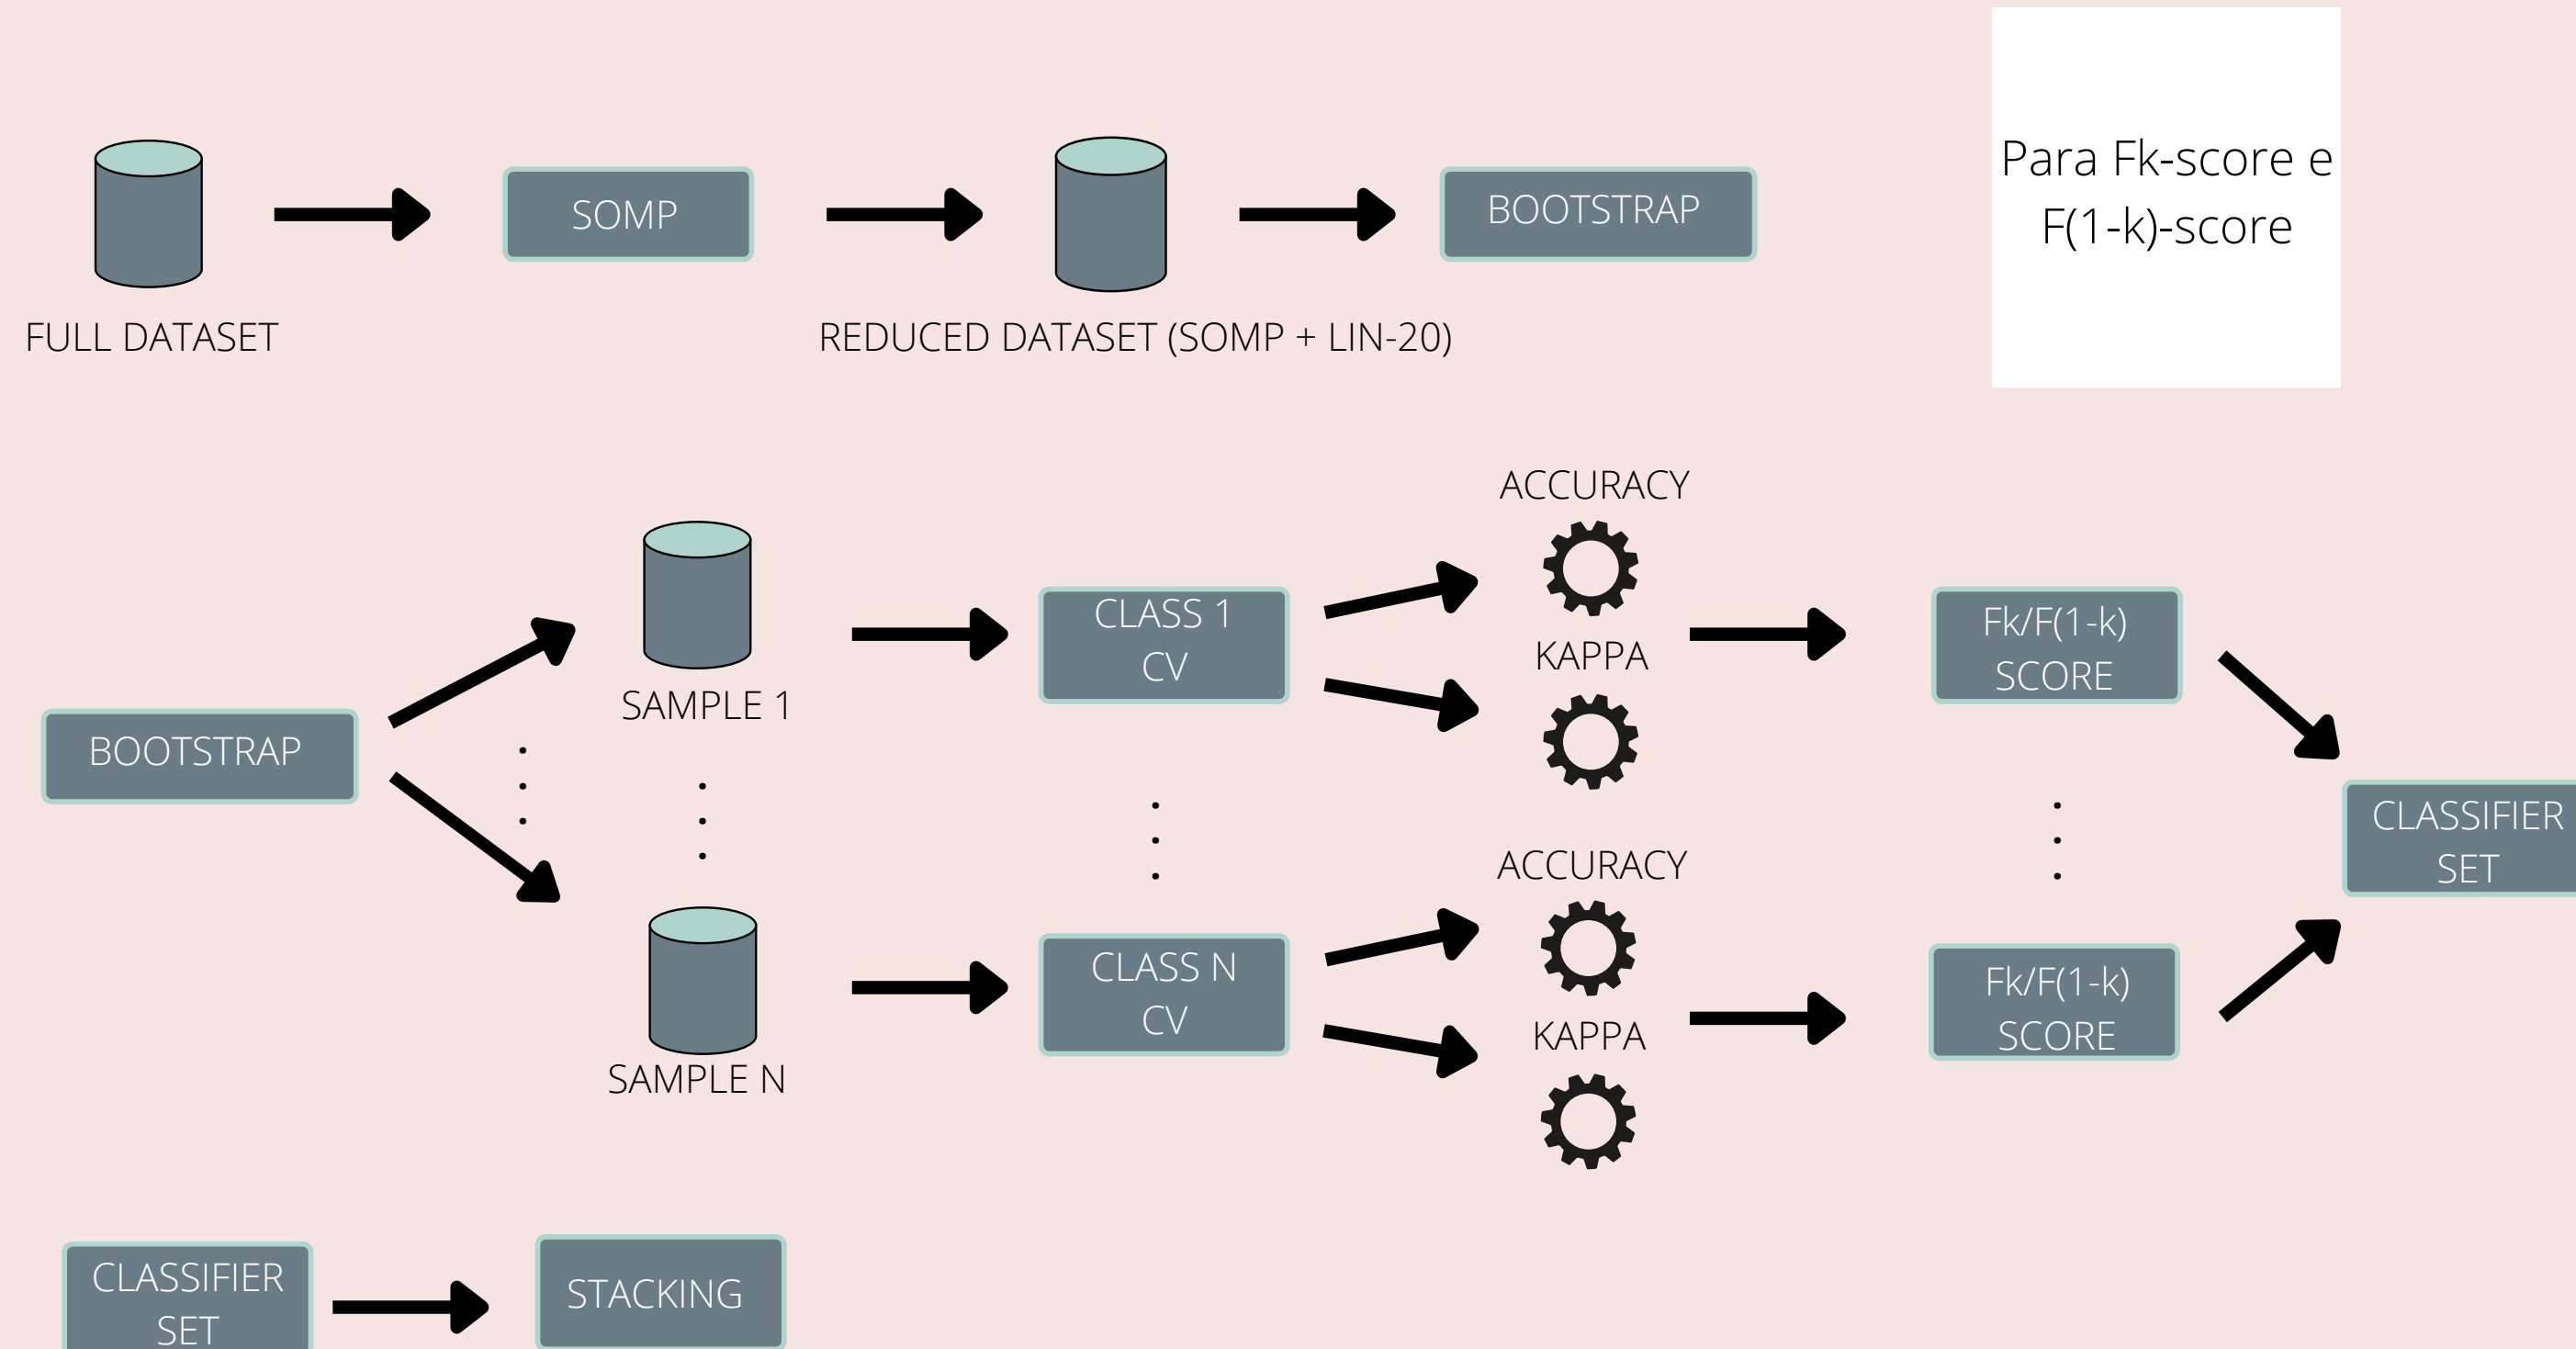 SOMP
BOOTSTRAP
Para Fk-score e
F(1-k)-score
FULL DATASET
REDUCED DATASET (SOMP + LIN-20)
ACCURACY
CLASS 1
CV
KAPPA
Fk/F(1-k)
SCORE
SAMPLE 1
BOOTSTRAP
CLASSIFIER
SET
ACCURACY
CLASS N
CV
KAPPA
Fk/F(1-k)
SCORE
SAMPLE N
CLASSIFIER
SET
STACKING